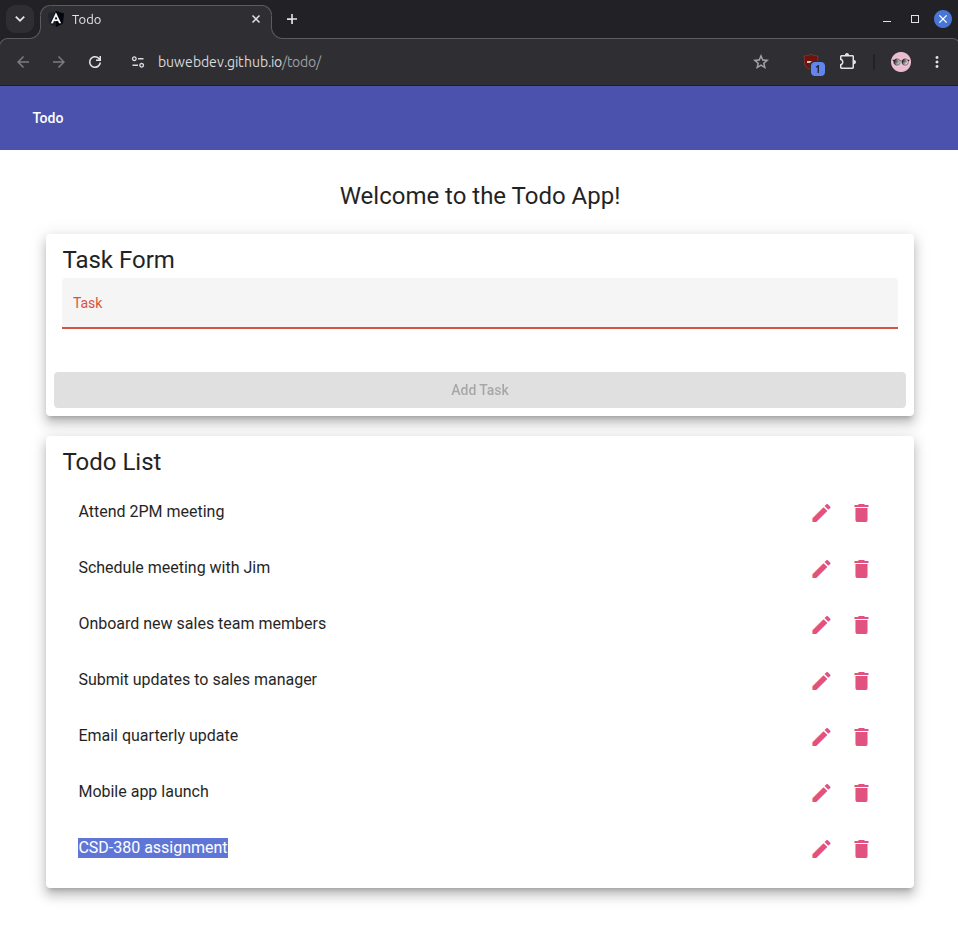 Todo
buwebdev.github.io/todo/
1
Todo
Welcome to the Todo App!
Task Form
Task
Add Task
Todo List
Attend 2PM meeting
Schedule meeting with Jim
Onboard new sales team members
Submit updates to sales manager
Email quarterly update
Mobile app launch
CSD-380 assignment